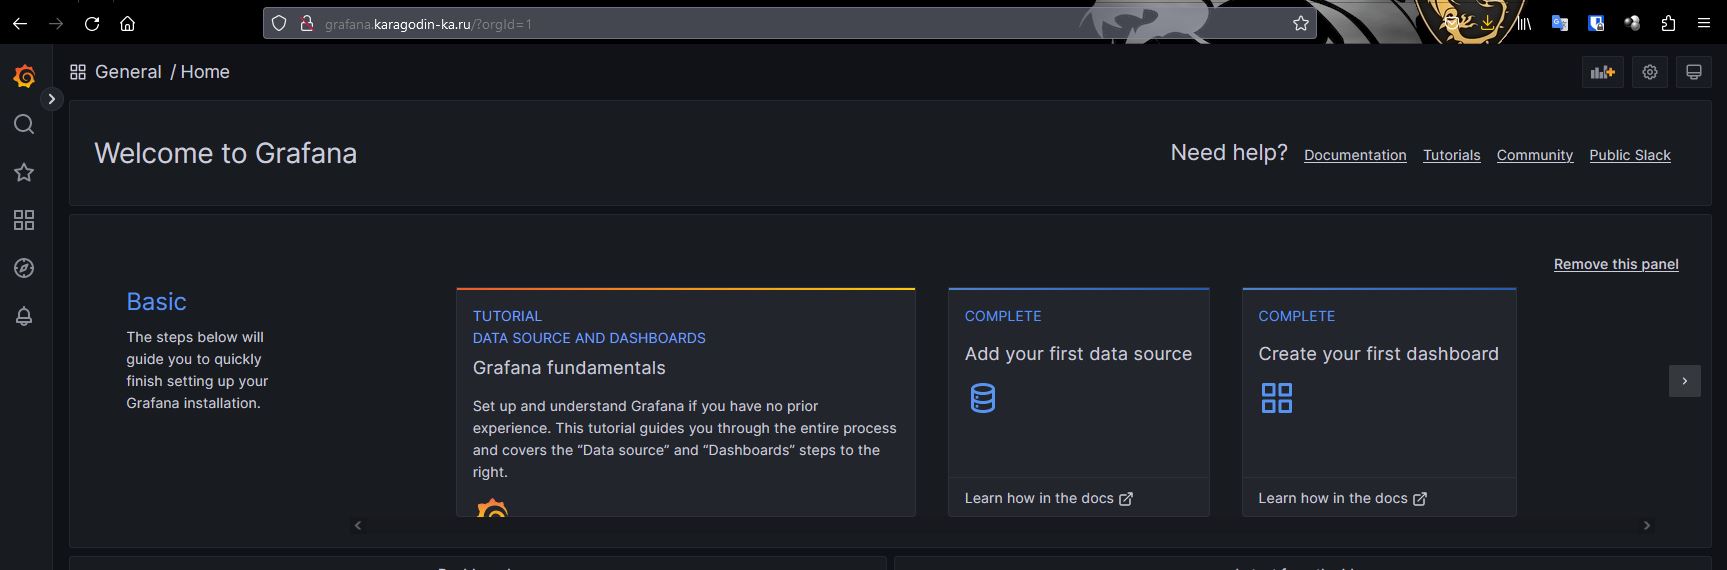 grafana.karagodin-ka.ru/?orgId=1
General / Home
Welcome to Grafana
Need help? Documentation Tutorials Community Public Slack
Remove this panel
Basic
The steps below will
guide you to quickly
finish setting up your
Grafana installation.
TUTORIAL
DATA SOURCE AND DASHBOARDS
Grafana fundamentals
Set up and understand Grafana if you have no prior
experience. This tutorial guides you through the entire process
and covers the “Data source” and “Dashboards” steps to the
right.
COMPLETE
Add your first data source
Learn how in the docs
COMPLETE
Create your first dashboard
Learn how in the docs